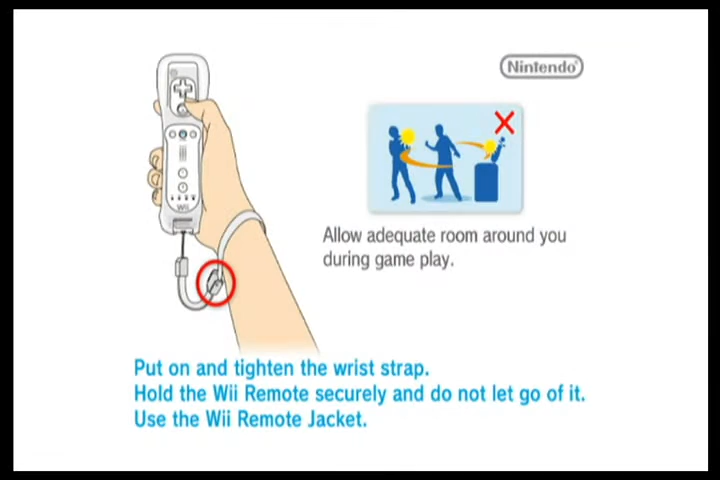 Nintendo
Wii
Allow adequate room around you
during game play.
Put on and tighten the wrist strap.
Hold the Wii Remote securely and do not let go of it.
Use the Wii Remote Jacket.